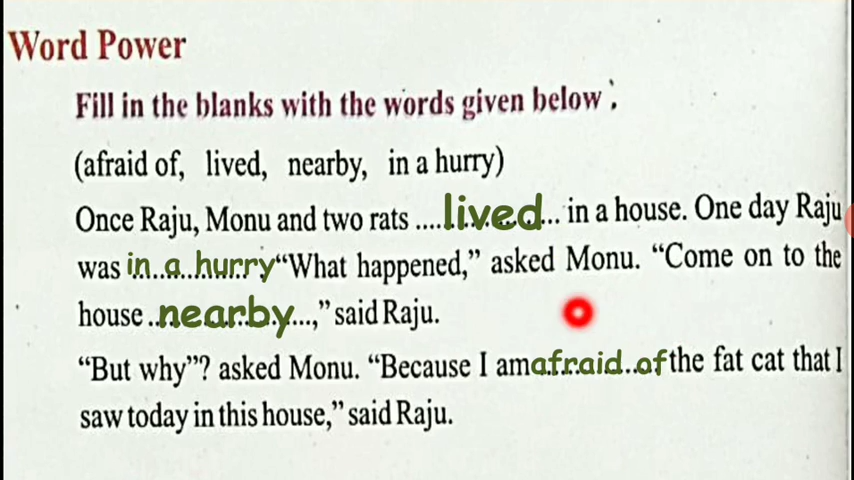 Word Power
Fill in the blanks with the words given below :
(afraid of, lived, nearby, in a hurry)
Once Raju, Monu and two rats ....lived... in a house. One day Raju
was in..a..hurry “What happened,” asked Monu. “Come on to the
house ..nearby...,” said Raju.
“But why”? asked Monu. “Because I am afraid..of the fat cat that I
saw today in this house,” said Raju.